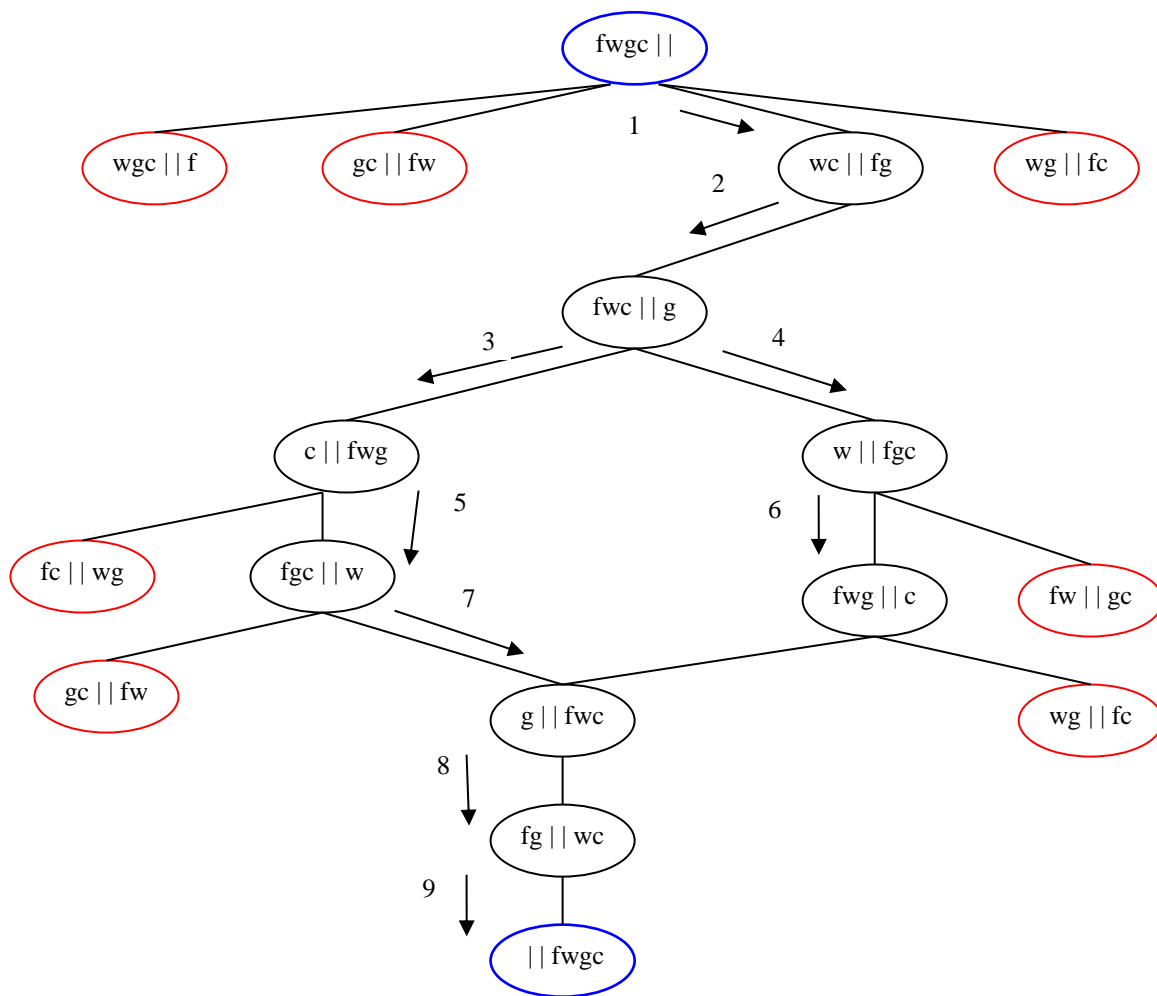 fwgc ||
1
wgc || f
gc || fw
wc || fg
wg || fc
2
fwc || g
3
4
c || fwg
w || fgc
5
6
fc || wg
fgc || w
fwg || c
fw || gc
7
gc || fw
g || fwc
wg || fc
8
fg || wc
9
|| fwgc